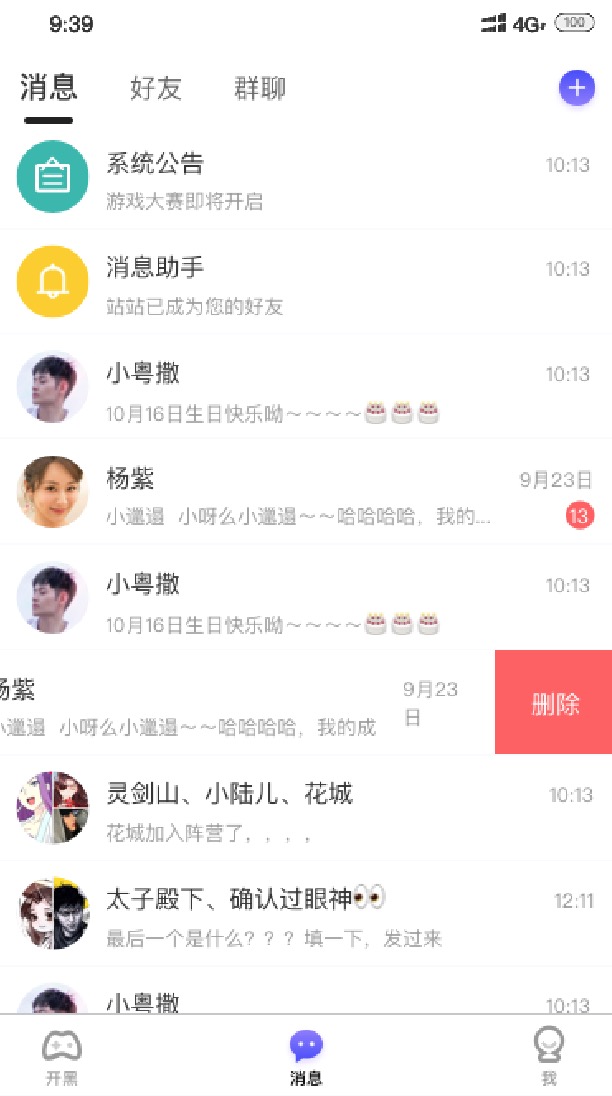 9:39 4Gr 100
消息 好友 群聊
系统公告 10:13
游戏大赛即将开启
消息助手 10:13
站站已成为您的好友
小粤撒 10:13
10月16日生日快乐呦~~~~🎂🎂🎂
杨紫 9月23日
小邋遢 小呀么小邋遢~~哈哈哈哈，我的... 13
小粤撒 10:13
10月16日生日快乐呦~~~~🎂🎂🎂
杨紫 9月23
日
小邋遢 小呀么小邋遢~~哈哈哈哈，我的成
删除
灵剑山、小陆儿、花城 10:13
花城加入阵营了，，，，
太子殿下、确认过眼神👀 12:11
最后一个是什么？？？填一下，发过来
小粤撒 10:13
开黑 消息 我